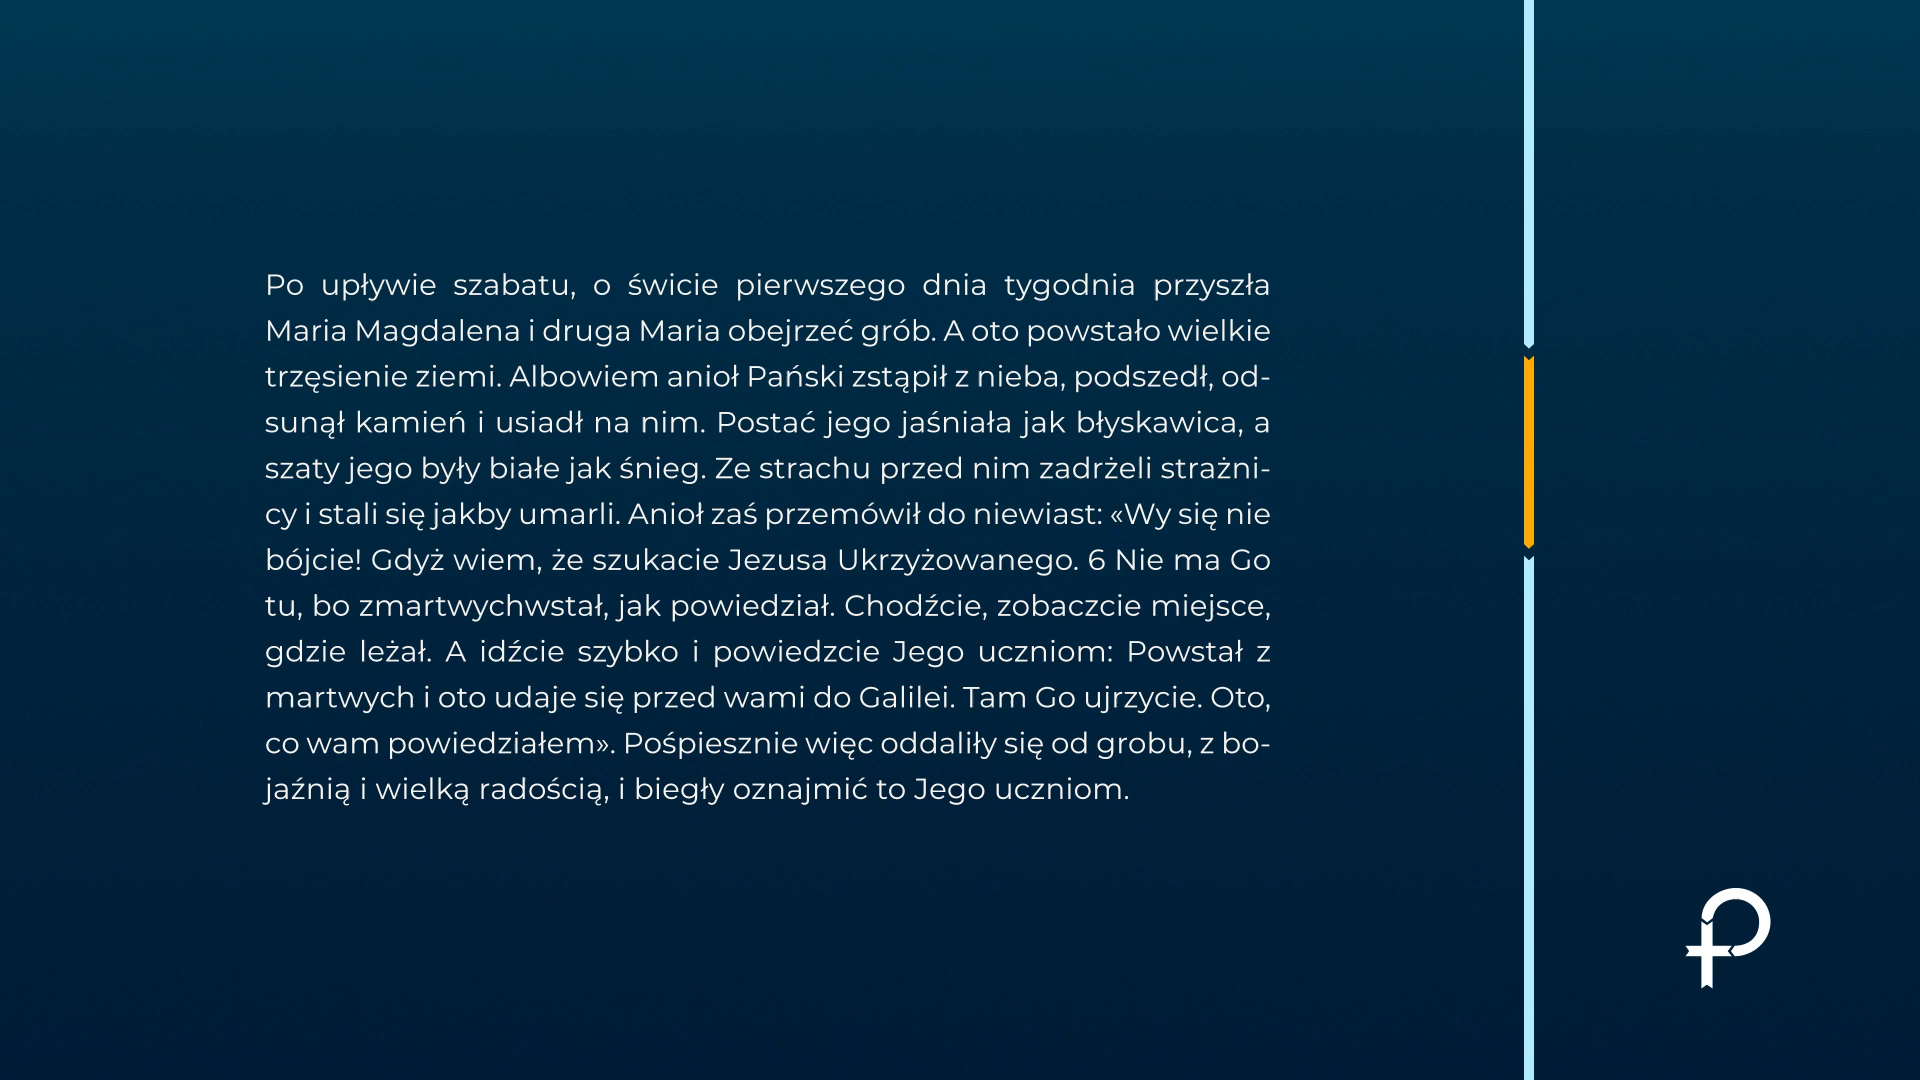 Po upływie szabatu, o świcie pierwszego dnia tygodnia przyszła
Maria Magdalena i druga Maria obejrzeć grób. A oto powstało wielkie
trzęsienie ziemi. Albowiem anioł Pański zstąpił z nieba, podszedł, od-
sunął kamień i usiadł na nim. Postać jego jaśniała jak błyskawica, a
szaty jego były białe jak śnieg. Ze strachu przed nim zadrżeli strażni-
cy i stali się jakby umarli. Anioł zaś przemówił do niewiast: «Wy się nie
bójcie! Gdyż wiem, że szukacie Jezusa Ukrzyżowanego. 6 Nie ma Go
tu, bo zmartwychwstał, jak powiedział. Chodźcie, zobaczcie miejsce,
gdzie leżał. A idźcie szybko i powiedzcie Jego uczniom: Powstał z
martwych i oto udaje się przed wami do Galilei. Tam Go ujrzycie. Oto,
co wam powiedziałem». Pośpiesznie więc oddaliły się od grobu, z bo-
jaźnią i wielką radością, i biegły oznajmić to Jego uczniom.